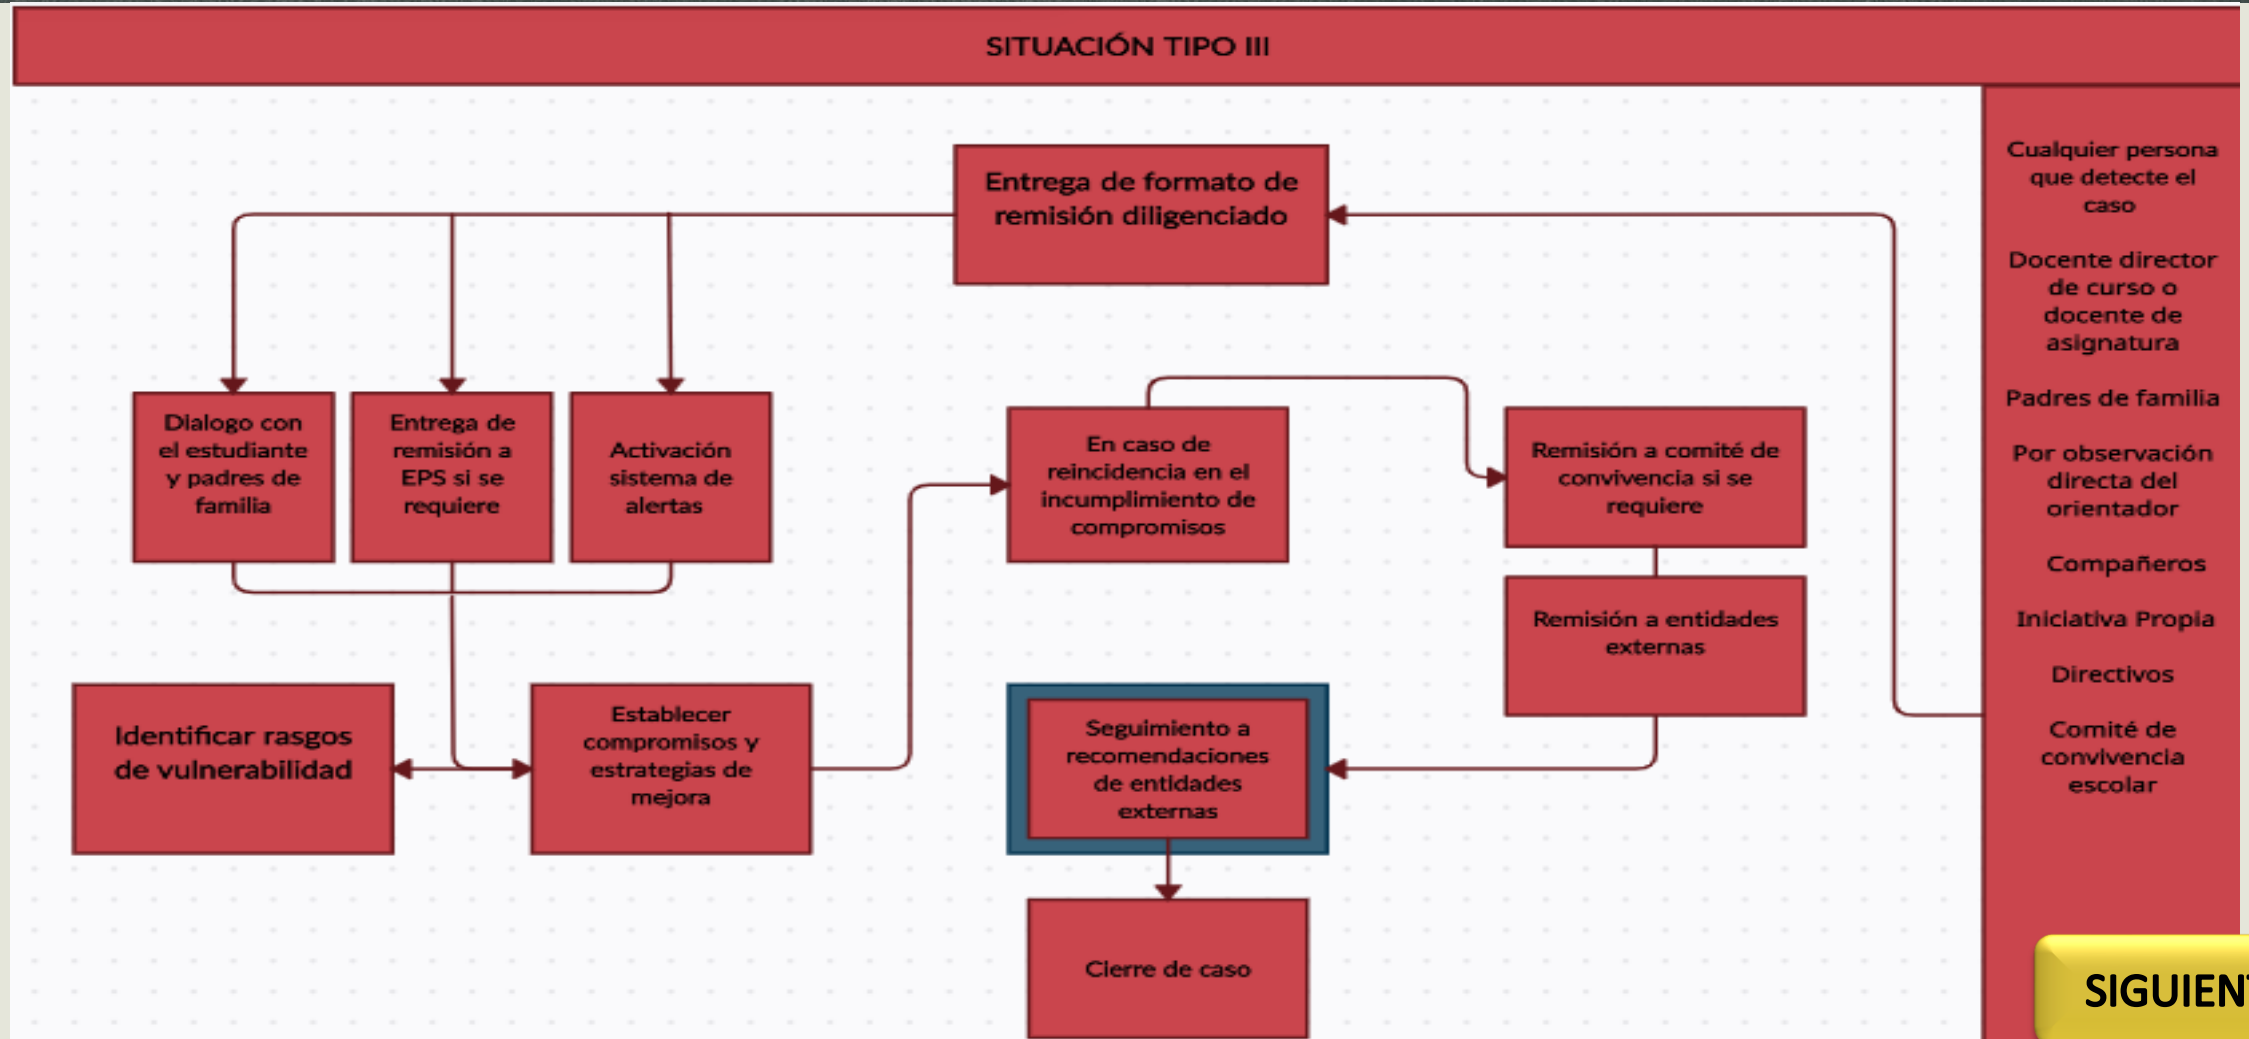 SITUACIÓN TIPO III
Entrega de formato de
remisión diligenciado
Dialogo con
el estudiante
y padres de
familia
Entrega de
remisión a
EPS si se
requiere
Activación
sistema de
alertas
En caso de
reincidencia en el
incumplimiento de
compromisos
Remisión a comité de
convivencia si se
requiere
Remisión a entidades
externas
Identificar rasgos
de vulnerabilidad
Establecer
compromisos y
estrategias de
mejora
Seguimiento a
recomendaciones
de entidades
externas
Cierre de caso
Cualquier persona
que detecte el
caso
Docente director
de curso o
docente de
asignatura
Padres de familia
Por observación
directa del
orientador
Compañeros
Iniciativa Propia
Directivos
Comité de
convivencia
escolar